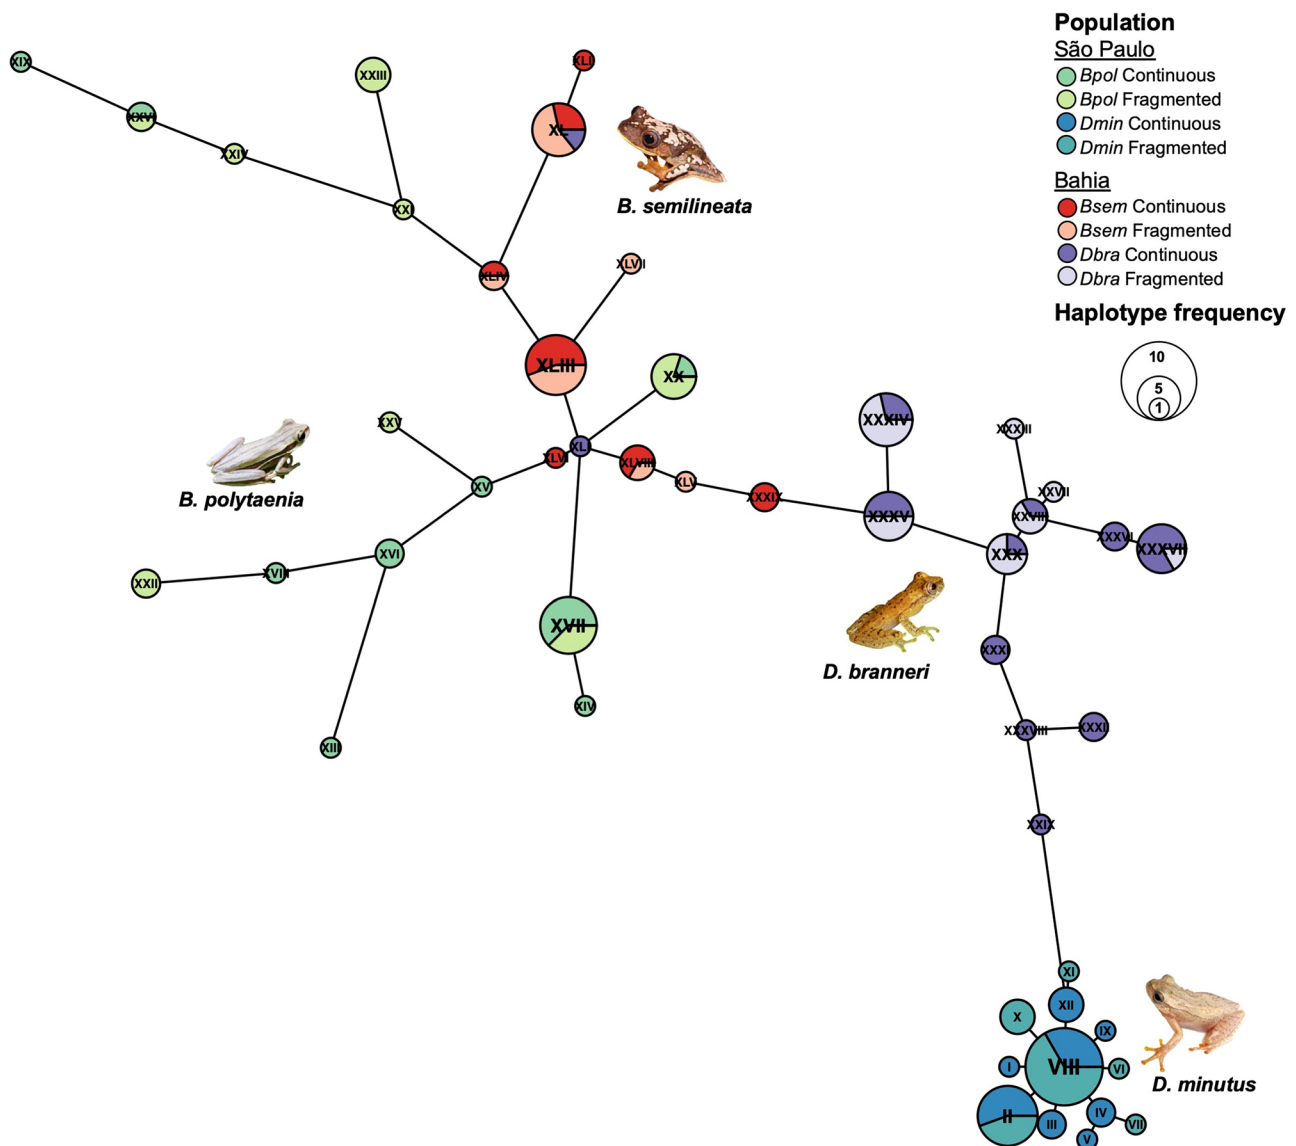 Population
São Paulo
Bpol Continuous
Bpol Fragmented
Dmin Continuous
Dmin Fragmented
Bahia
Bsem Continuous
Bsem Fragmented
Dbra Continuous
Dbra Fragmented
Haplotype frequency
10
5
1
XIX
XXIII
XLII
XXVI
XL
XXIV
B. semilineata
XXI
XLVII
XLIV
XLIII
XX
XXV
XXXIV
XXXIII
XLI
XLVI
XLVIII
XLV
B. polytaenia
XV
XXXIX
XXVII
XXXV
XXVIII
XXXVI
XXXVII
XVI
XXX
XXII
XVIII
XVII
D. branneri
XXXI
XIV
XXXVIII
XXXII
XIII
XXIX
XI
XII
X
IX
I
VIII
VI
D. minutus
II
III
IV
VII
V